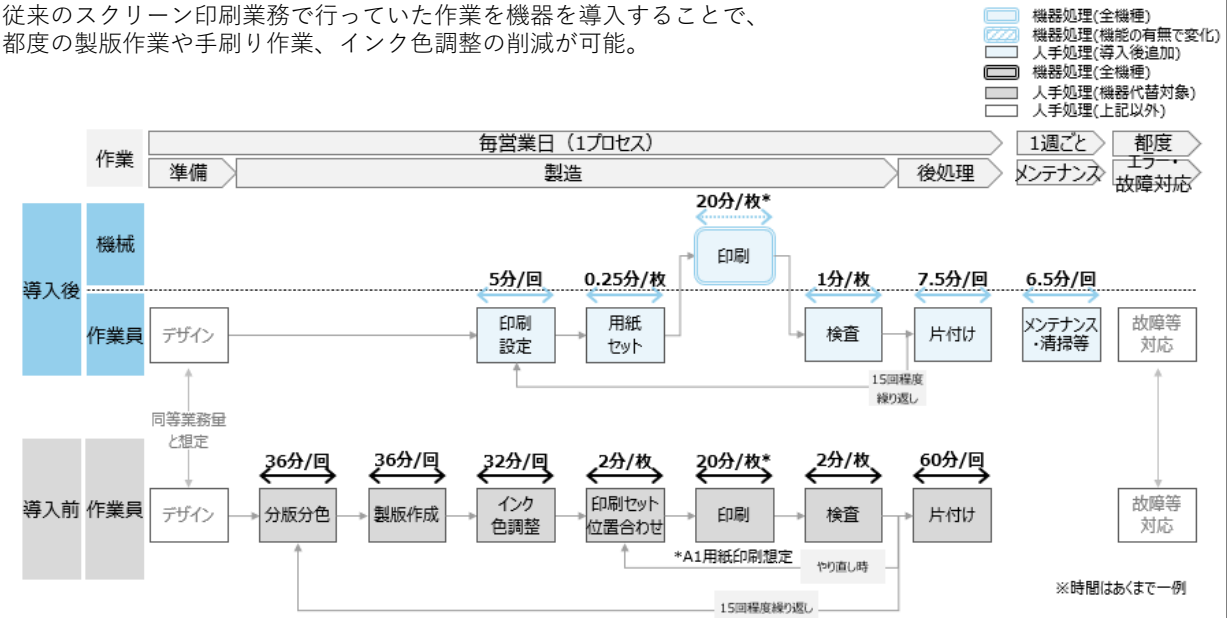 従来のスクリーン印刷業務で行っていた作業を機器を導入することで、
都度の製版作業や手刷り作業、インク色調整の削減が可能。
機器処理(全機種)
機器処理(機能の有無で変化)
人手処理(導入後追加)
機器処理(全機種)
人手処理(機器代替対象)
人手処理(上記以外)
作業
毎営業日（1プロセス）
1週ごと
都度
準備
製造
後処理
メンテナンス
エラー・
故障対応
導入後
機械
20分/枚*
印刷
作業員
5分/回
0.25分/枚
1分/枚
7.5分/回
6.5分/回
デザイン
印刷
設定
用紙
セット
検査
片付け
メンテナンス
・清掃等
故障等
対応
15回程度
繰り返し
同等業務量
と想定
導入前
作業員
36分/回
36分/回
32分/回
2分/枚
20分/枚*
2分/枚
60分/回
デザイン
分版分色
製版作成
インク
色調整
印刷セット
位置合わせ
印刷
検査
片付け
故障等
対応
*A1用紙印刷想定
やり直し時
15回程度繰り返し
※時間はあくまで一例